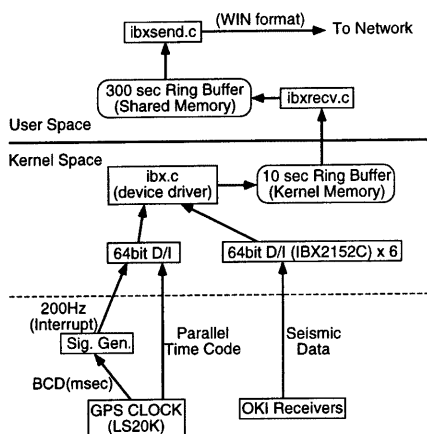 ibxsend.c
(WIN format)
To Network
300 sec Ring Buffer
(Shared Memory)
ibxrecv.c
User Space
Kernel Space
ibx.c
(device driver)
10 sec Ring Buffer
(Kernel Memory)
64bit D/I
64bit D/I (IBX2152C) x 6
200Hz
(Interrupt)
Sig. Gen.
Parallel
Time Code
Seismic
Data
BCD(msec)
GPS CLOCK
(LS20K)
OKI Receivers